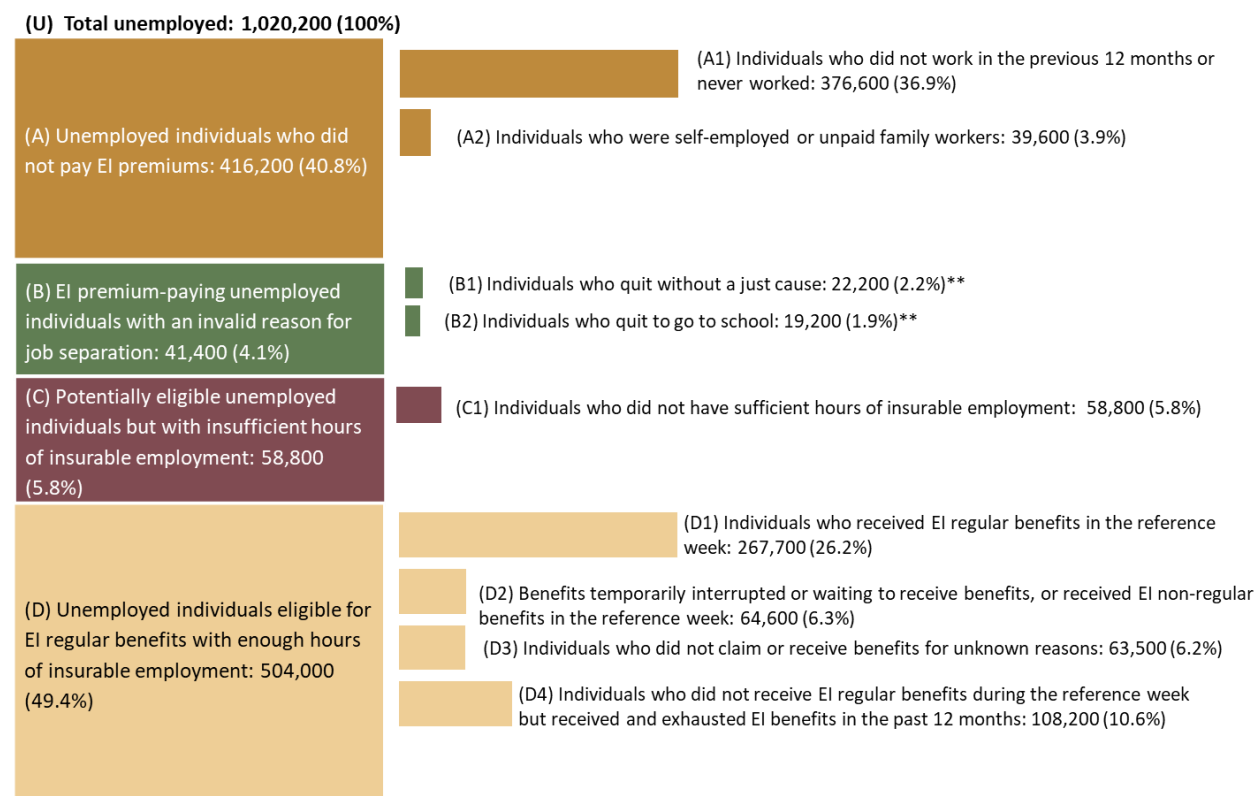 (U)  Total unemployed: 1,020,200 (100%)
(A) Unemployed individuals who did
not pay EI premiums: 416,200 (40.8%)
(A1) Individuals who did not work in the previous 12 months or
never worked: 376,600 (36.9%)
(A2) Individuals who were self-employed or unpaid family workers: 39,600 (3.9%)
(B) EI premium-paying unemployed
individuals with an invalid reason for
job separation: 41,400 (4.1%)
(B1) Individuals who quit without a just cause: 22,200 (2.2%)**
(B2) Individuals who quit to go to school: 19,200 (1.9%)**
(C) Potentially eligible unemployed
individuals but with insufficient hours
of insurable employment: 58,800
(5.8%)
(C1) Individuals who did not have sufficient hours of insurable employment:  58,800 (5.8%)
(D) Unemployed individuals eligible for
EI regular benefits with enough hours
of insurable employment: 504,000
(49.4%)
(D1) Individuals who received EI regular benefits in the reference
week: 267,700 (26.2%)
(D2) Benefits temporarily interrupted or waiting to receive benefits, or received EI non-regular
benefits in the reference week: 64,600 (6.3%)
(D3) Individuals who did not claim or receive benefits for unknown reasons: 63,500 (6.2%)
(D4) Individuals who did not receive EI regular benefits during the reference week
but received and exhausted EI benefits in the past 12 months: 108,200 (10.6%)